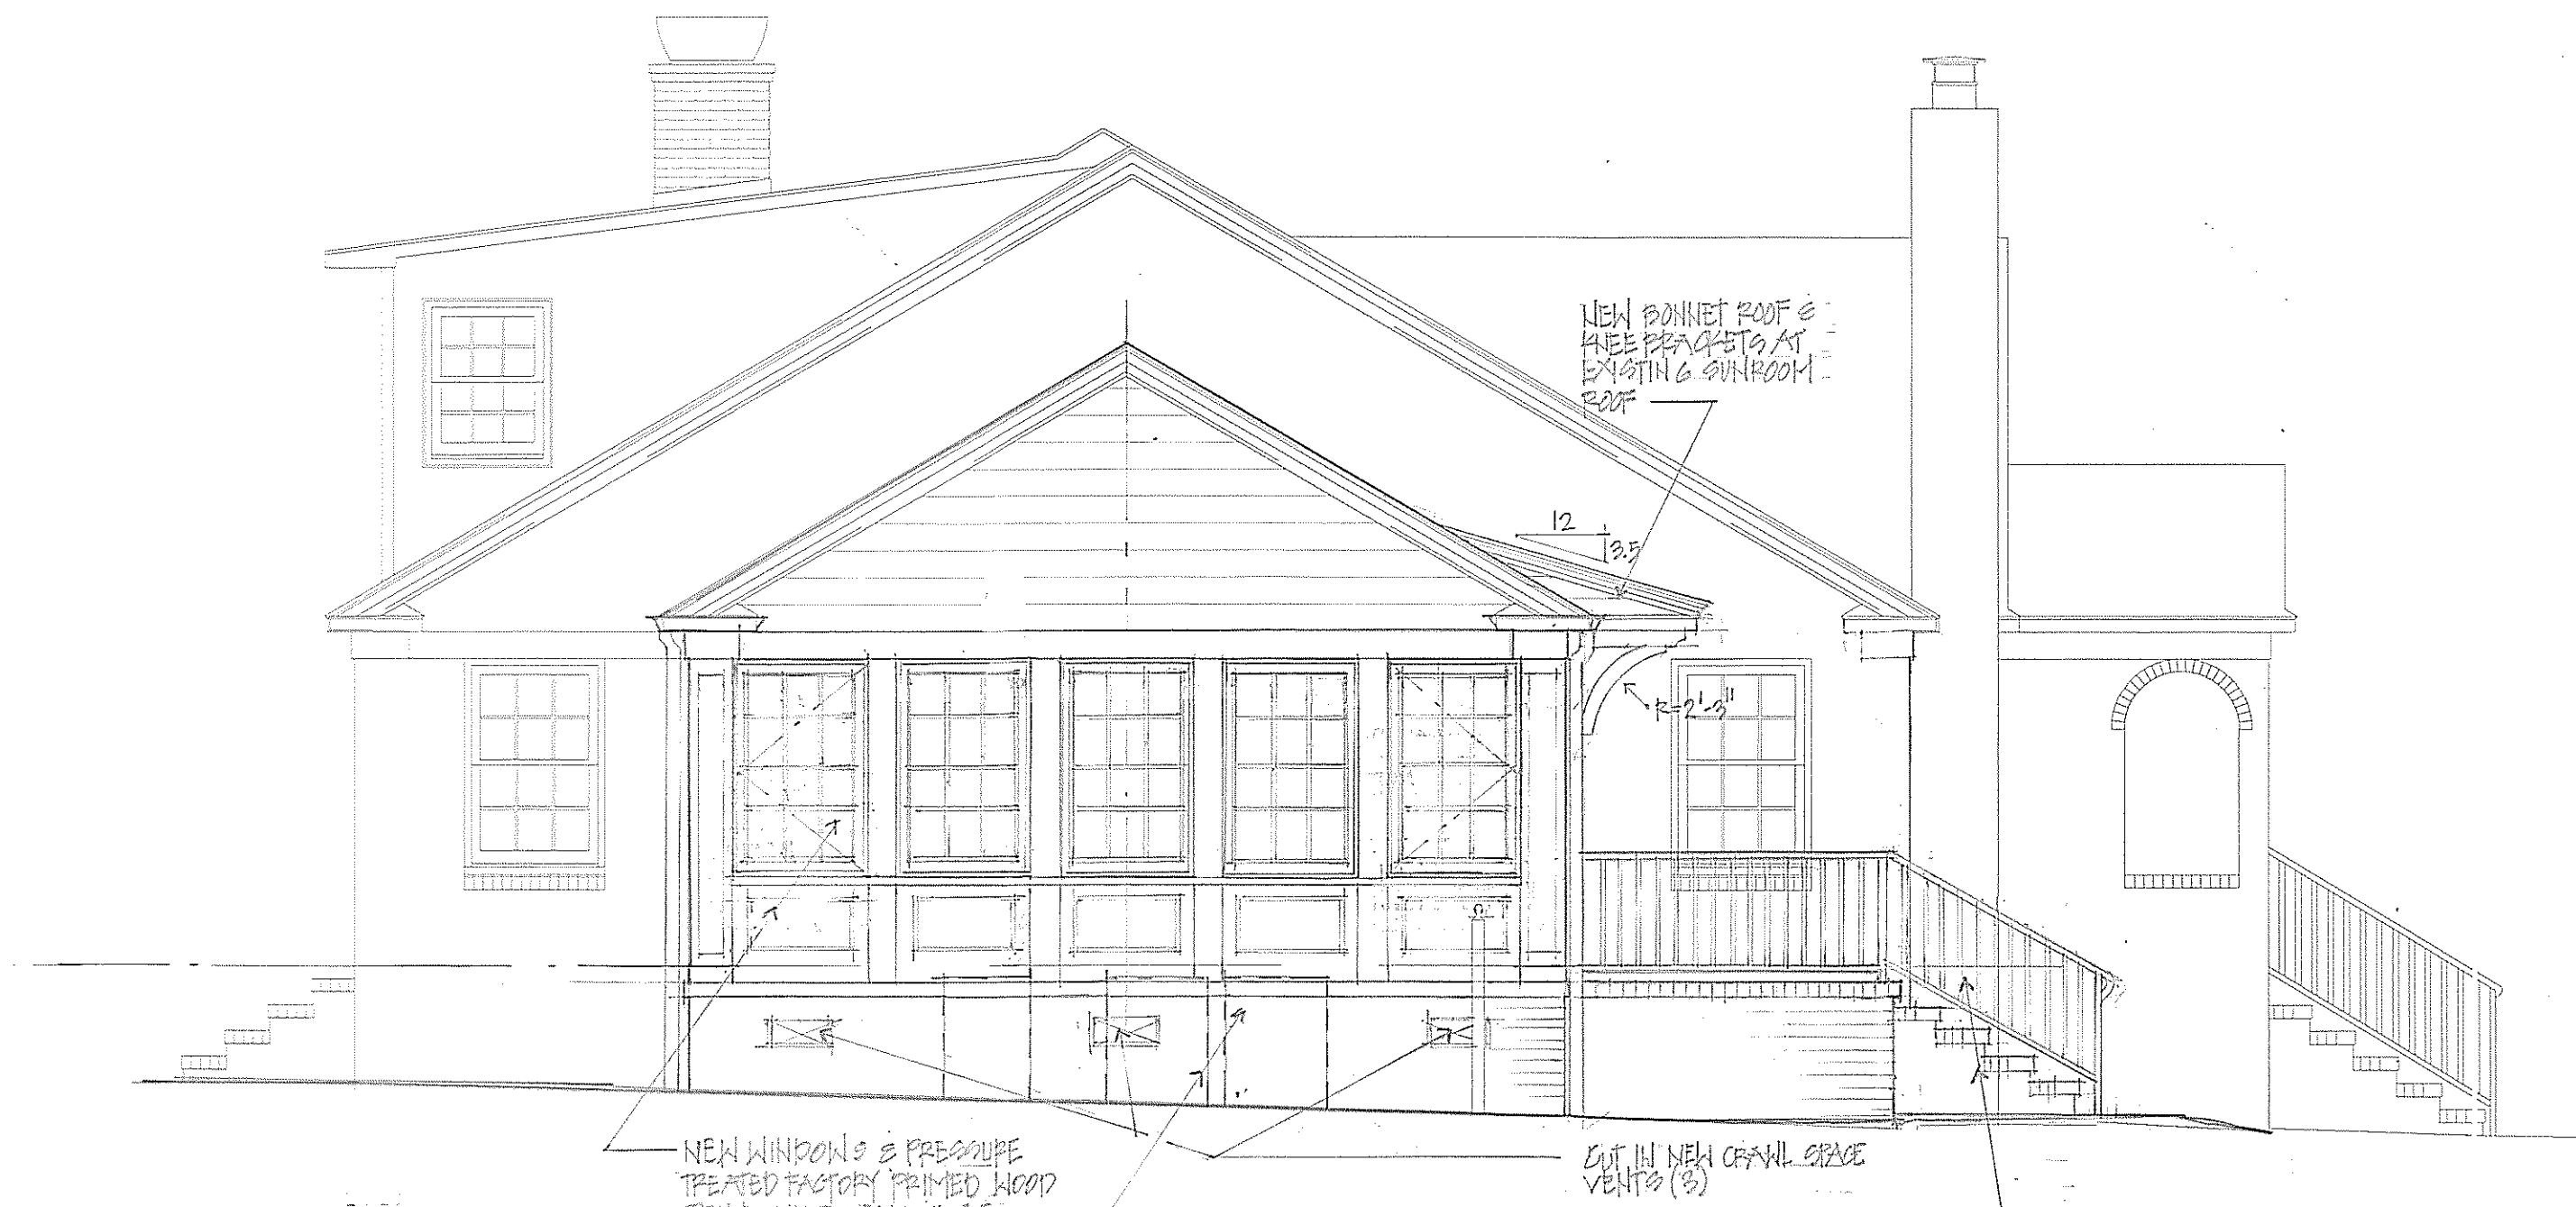 NEW BONNET ROOF &
KNEE BRACKETS AT
EXISTING SUNROOM
ROOF
12
3.5
R=2'-3"
NEW WINDOWS & PRESSURE
TREATED FACTORY PRIMED WOOD
CUT IN NEW CRAWL SPACE
VENTS (3)